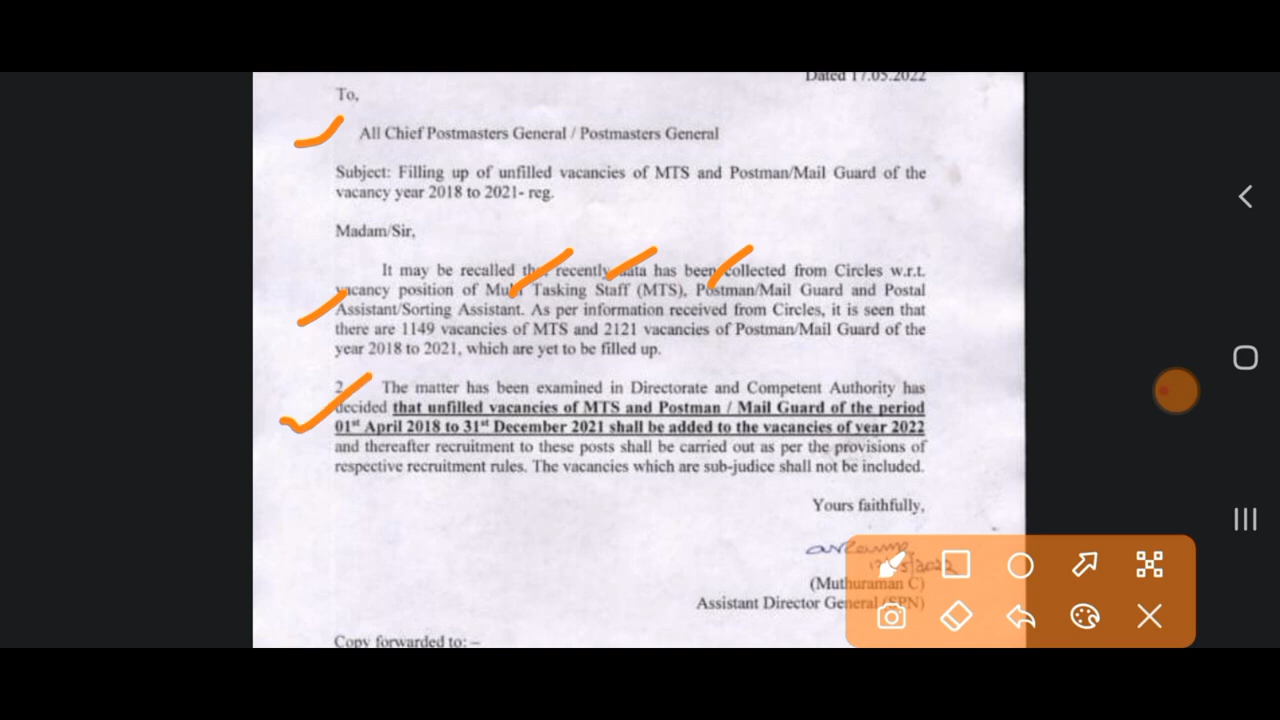 Dated 17.05.2022
To,
All Chief Postmasters General / Postmasters General
Subject: Filling up of unfilled vacancies of MTS and Postman/Mail Guard of the
vacancy year 2018 to 2021- reg.
Madam/Sir,
It may be recalled that recently data has been collected from Circles w.r.t.
vacancy position of Multi Tasking Staff (MTS), Postman/Mail Guard and Postal
Assistant/Sorting Assistant. As per information received from Circles, it is seen that
there are 1149 vacancies of MTS and 2121 vacancies of Postman/Mail Guard of the
year 2018 to 2021, which are yet to be filled up.
2. The matter has been examined in Directorate and Competent Authority has
decided that unfilled vacancies of MTS and Postman / Mail Guard of the period
01st April 2018 to 31st December 2021 shall be added to the vacancies of year 2022
and thereafter recruitment to these posts shall be carried out as per the provisions of
respective recruitment rules. The vacancies which are sub-judice shall not be included.
Yours faithfully,
(Muthuraman C)
Assistant Director General (SPN)
Copy forwarded to: –